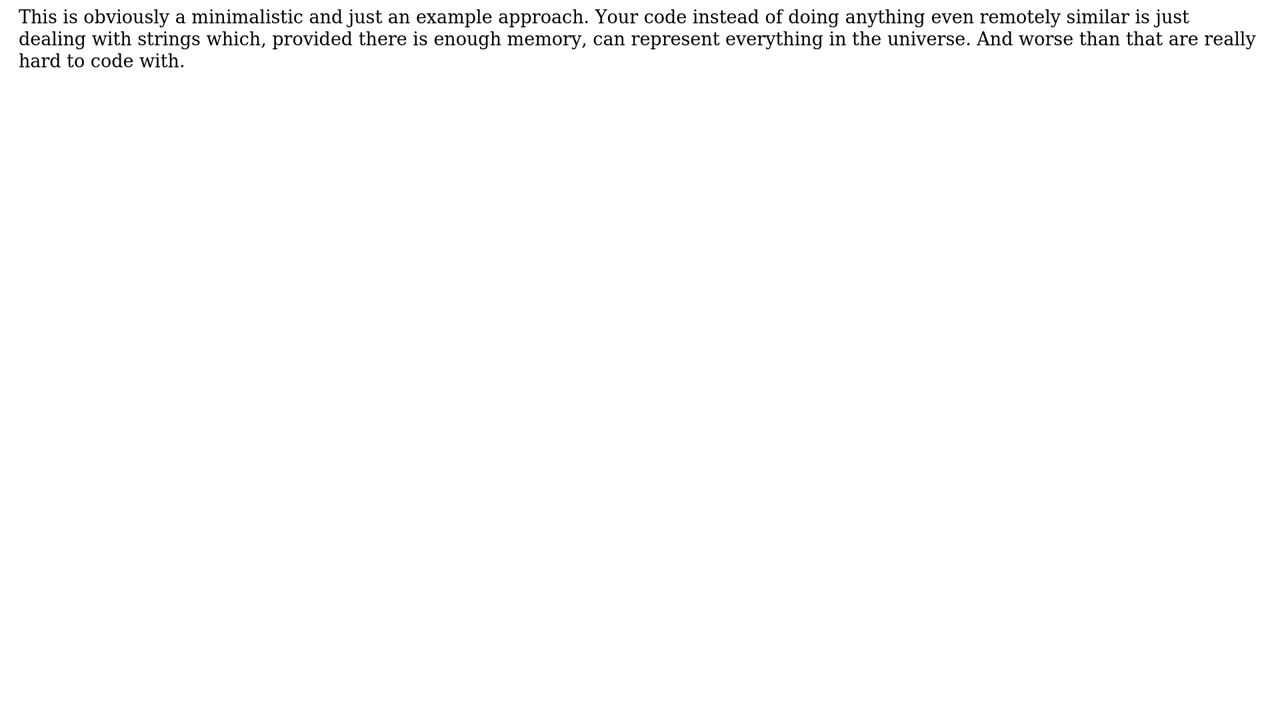 This is obviously a minimalistic and just an example approach. Your code instead of doing anything even remotely similar is just
dealing with strings which, provided there is enough memory, can represent everything in the universe. And worse than that are really
hard to code with.